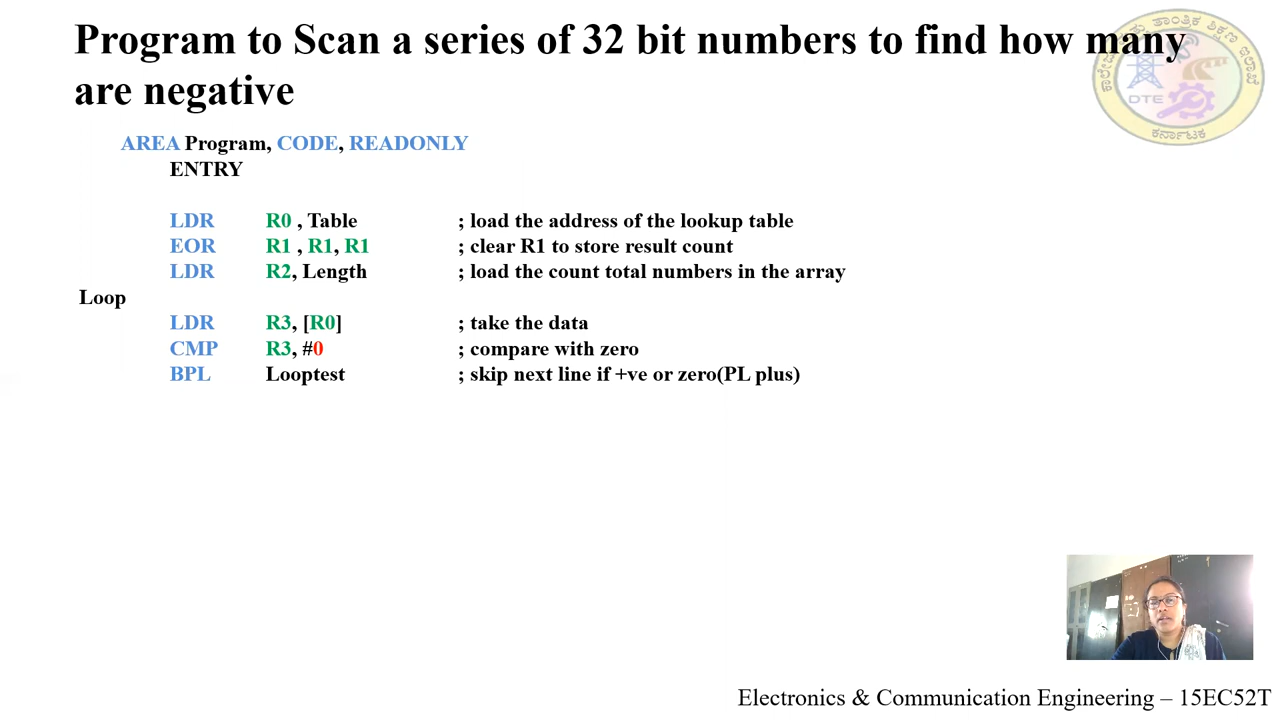 Program to Scan a series of 32 bit numbers to find how many
are negative
AREA Program, CODE, READONLY
ENTRY
LDR R0 , Table ; load the address of the lookup table
EOR R1 , R1, R1 ; clear R1 to store result count
LDR R2, Length ; load the count total numbers in the array
Loop
LDR R3, [R0] ; take the data
CMP R3, #0 ; compare with zero
BPL Looptest ; skip next line if +ve or zero(PL plus)
DTE
ಕರ್ನಾಟಕ
Electronics & Communication Engineering – 15EC52T